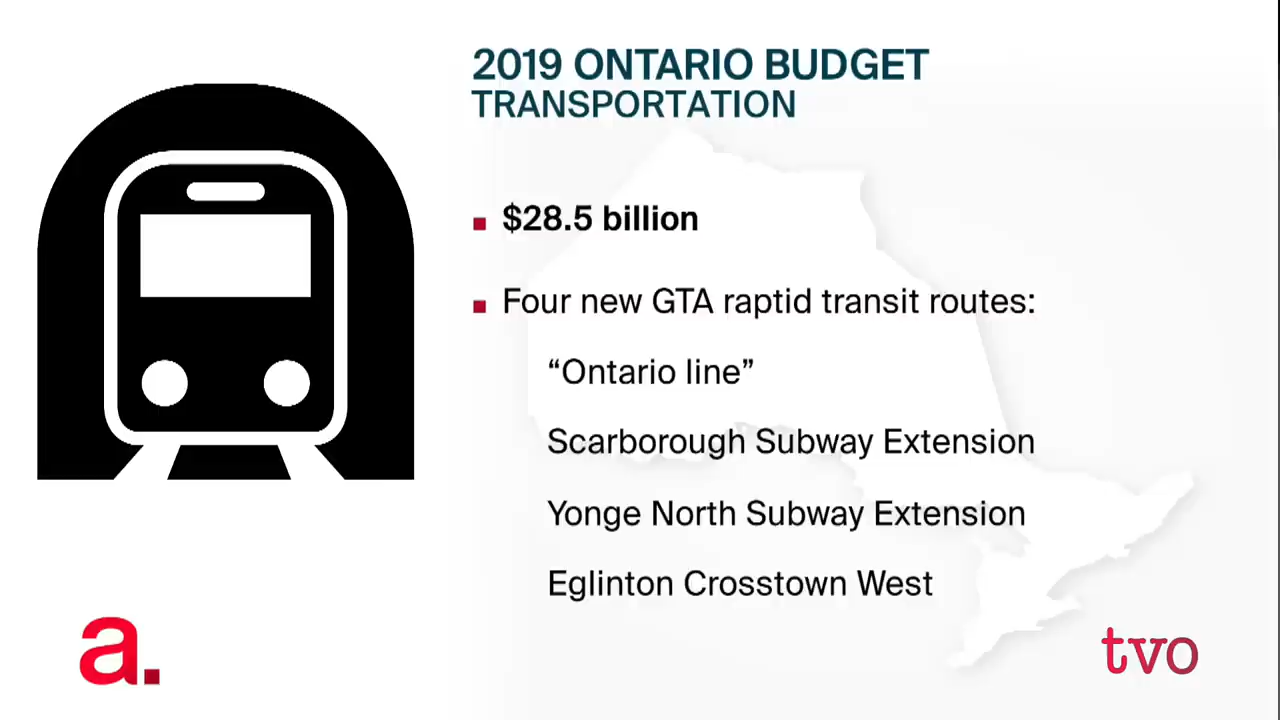 2019 ONTARIO BUDGET
TRANSPORTATION
$28.5 billion
Four new GTA raptid transit routes:
“Ontario line”
Scarborough Subway Extension
Yonge North Subway Extension
Eglinton Crosstown West
a.
tvo